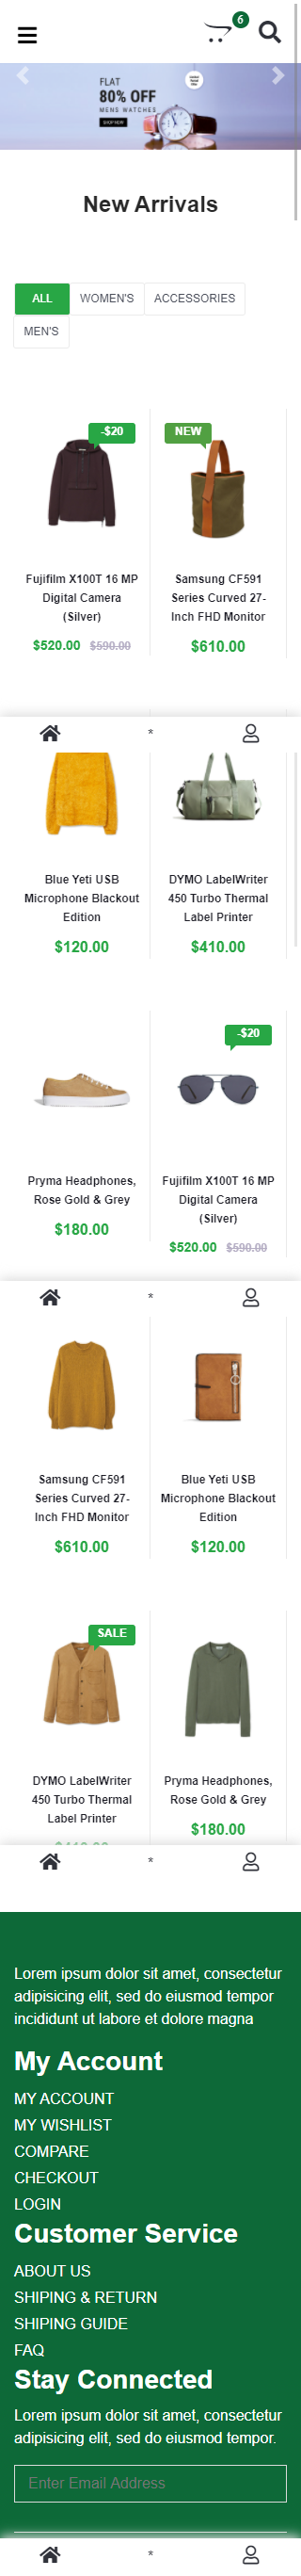 6
FLAT
80% OFF
MENS WATCHES
SHOP NOW
New Arrivals
ALL
WOMEN'S
ACCESSORIES
MEN'S
-$20
NEW
Fujifilm X100T 16 MP
Digital Camera
(Silver)
$520.00 $590.00
Samsung CF591
Series Curved 27-
Inch FHD Monitor
$610.00
*
Blue Yeti USB
Microphone Blackout
Edition
$120.00
DYMO LabelWriter
450 Turbo Thermal
Label Printer
$410.00
-$20
Pryma Headphones,
Rose Gold & Grey
$180.00
Fujifilm X100T 16 MP
Digital Camera
(Silver)
$520.00 $590.00
*
Samsung CF591
Series Curved 27-
Inch FHD Monitor
$610.00
Blue Yeti USB
Microphone Blackout
Edition
$120.00
SALE
DYMO LabelWriter
450 Turbo Thermal
Label Printer
$410.00
Pryma Headphones,
Rose Gold & Grey
$180.00
*
Lorem ipsum dolor sit amet, consectetur
adipisicing elit, sed do eiusmod tempor
incididunt ut labore et dolore magna
My Account
MY ACCOUNT
MY WISHLIST
COMPARE
CHECKOUT
LOGIN
Customer Service
ABOUT US
SHIPING & RETURN
SHIPING GUIDE
FAQ
Stay Connected
Lorem ipsum dolor sit amet, consectetur
adipisicing elit, sed do eiusmod tempor.
Enter Email Address
*